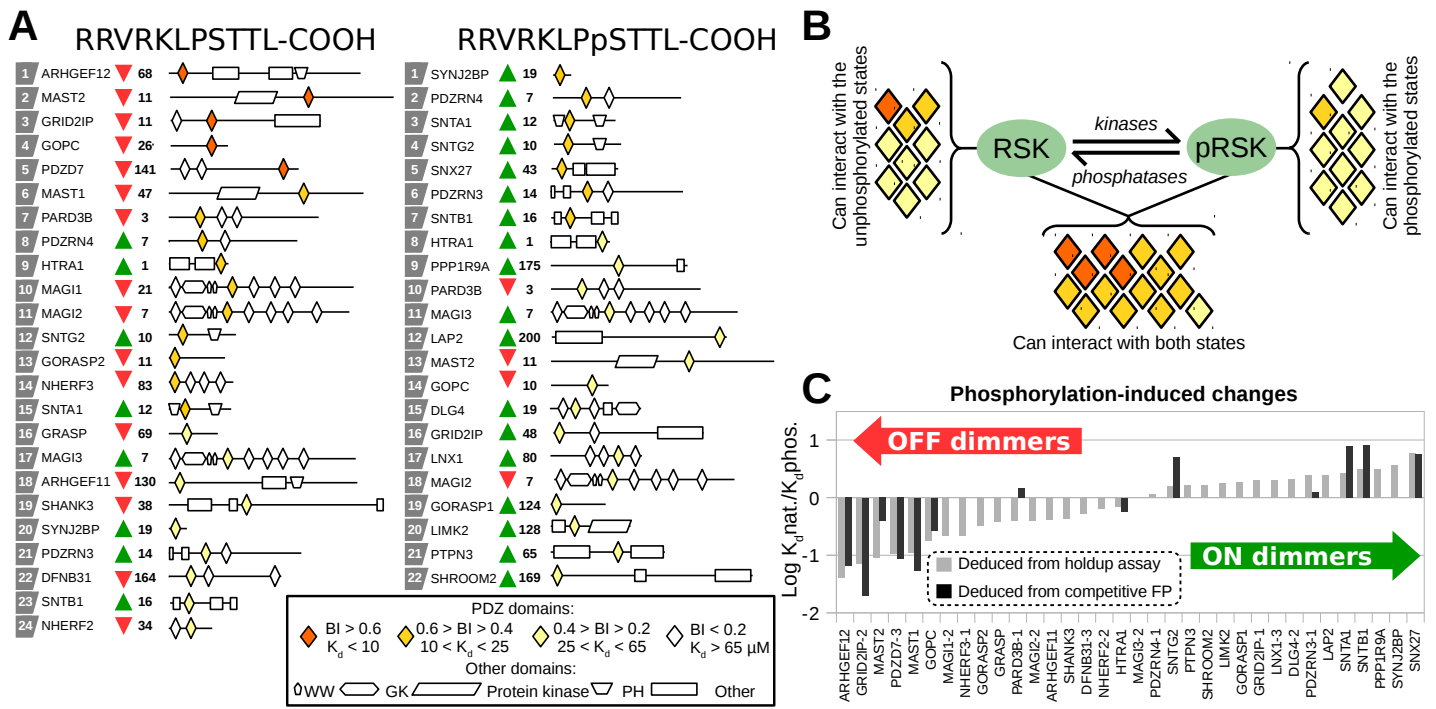 A
RRVRKLPSTTL-COOH
1 ARHGEF12 68
2 MAST2 11
3 GRID2IP 11
4 GOPC 26
5 PDZD7 141
6 MAST1 47
7 PARD3B 3
8 PDZRN4 7
9 HTRA1 1
10 MAGI1 21
11 MAGI2 7
12 SNTG2 10
13 GORASP2 11
14 NHERF3 83
15 SNTA1 12
16 GRASP 69
17 MAGI3 7
18 ARHGEF11 130
19 SHANK3 38
20 SYNJ2BP 19
21 PDZRN3 14
22 DFNB31 164
23 SNTB1 16
24 NHERF2 34
RRVRKLPpSTTL-COOH
1 SYNJ2BP 19
2 PDZRN4 7
3 SNTA1 12
4 SNTG2 10
5 SNX27 43
6 PDZRN3 14
7 SNTB1 16
8 HTRA1 1
9 PPP1R9A 175
10 PARD3B 3
11 MAGI3 7
12 LAP2 200
13 MAST2 11
14 GOPC 10
15 DLG4 19
16 GRID2IP 48
17 LNX1 80
18 MAGI2 7
19 GORASP1 124
20 LIMK2 128
21 PTPN3 65
22 SHROOM2 169
PDZ domains:
BI > 0.6 0.6 > BI > 0.4 0.4 > BI > 0.2 BI < 0.2
Kd < 10 10 < Kd < 25 25 < Kd < 65 Kd > 65 µM
Other domains:
WW GK Protein kinase PH Other
B
Can interact with the
unphosphorylated states
RSK
kinases
phosphatases
pRSK
Can interact with the
phosphorylated states
Can interact with both states
C
Phosphorylation-induced changes
Log Kdnat./Kdphos.
1
0
-1
-2
OFF dimmers
ON dimmers
Deduced from holdup assay
Deduced from competitive FP
ARHGEF12
GRID2IP-2
MAST2
PDZD7-3
MAST1
GOPC
MAGI1-2
NHERF3-1
GORASP2
GRASP
PARD3B-1
MAGI2-2
ARHGEF11
SHANK3
DFNB31-3
NHERF2-2
HTRA1
MAGI3-2
PDZRN4-1
SNTG2
PTPN3
SHROOM2
LIMK2
GORASP1
GRID2IP-1
LNX1-3
DLG4-2
PDZRN3-1
LAP2
SNTA1
SNTB1
PPP1R9A
SYNJ2BP
SNX27